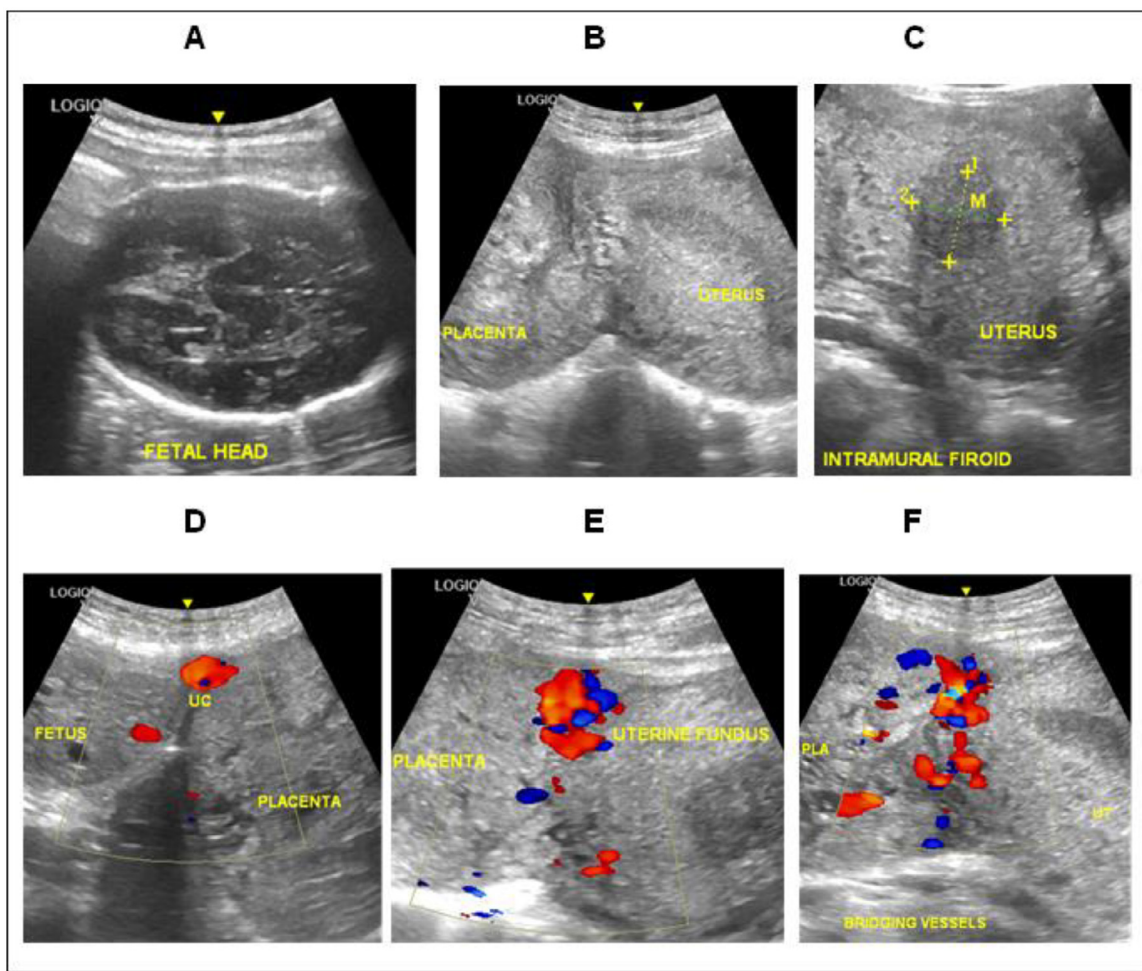 A
B
C
LOGIQ
FETAL HEAD
LOGIQ
UTERUS
PLACENTA
1
2
M
UTERUS
INTRAMURAL FIROID
D
E
F
LOGIQ
UC
FETUS
PLACENTA
LOGIQ
UTERINE FUNDUS
PLACENTA
LOGIQ
PLA
UT
BRIDGING VESSELS